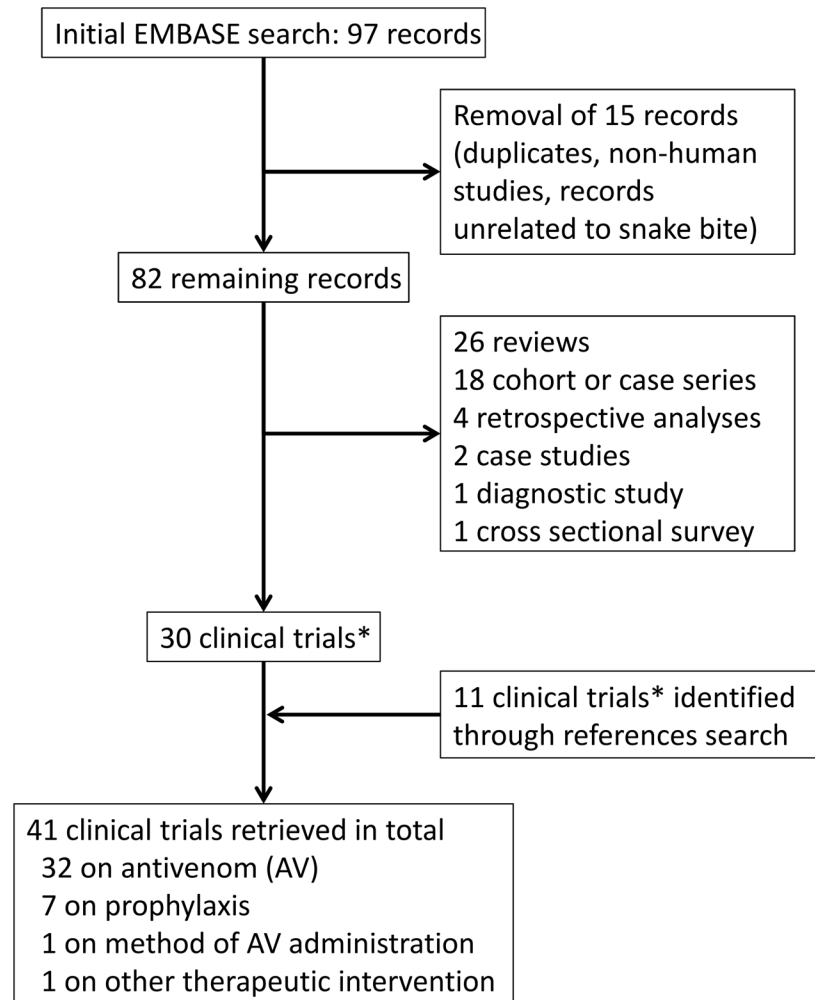 Initial EMBASE search: 97 records
Removal of 15 records
(duplicates, non-human
studies, records
unrelated to snake bite)
82 remaining records
26 reviews
18 cohort or case series
4 retrospective analyses
2 case studies
1 diagnostic study
1 cross sectional survey
30 clinical trials*
11 clinical trials* identified
through references search
41 clinical trials retrieved in total
32 on antivenom (AV)
7 on prophylaxis
1 on method of AV administration
1 on other therapeutic intervention